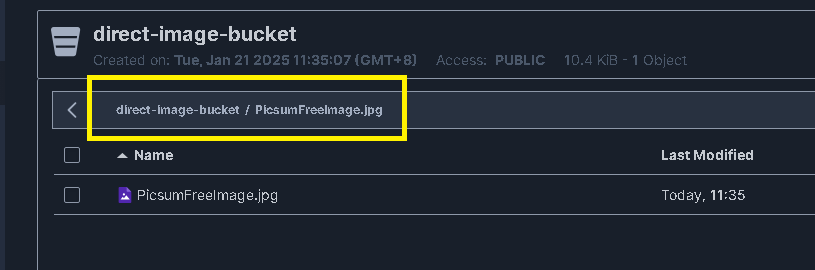 direct-image-bucket
Created on: Tue, Jan 21 2025 11:35:07 (GMT+8) Access: PUBLIC 10.4 KiB - 1 Object
direct-image-bucket / PicsumFreeImage.jpg
Name Last Modified
PicsumFreeImage.jpg Today, 11:35